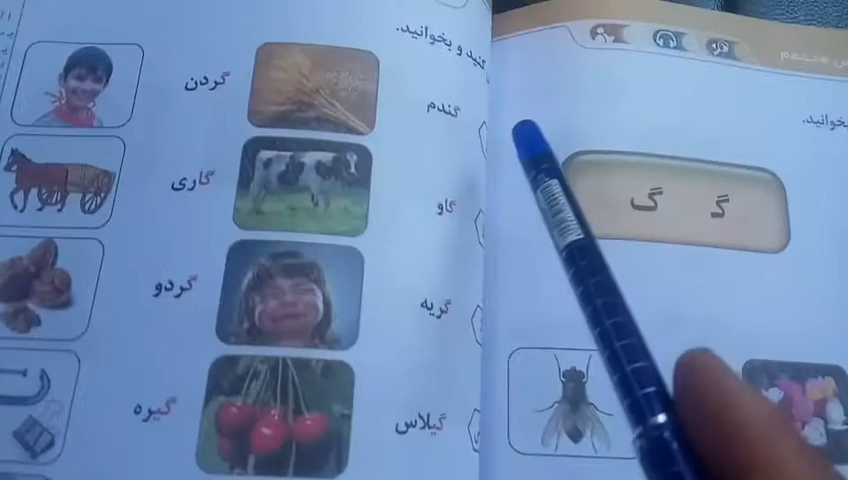 بخوانید.
گ گ
کنید و بخوانید.
گندم گردن
گاو گاری
گریه گردو
گیلاس گیره